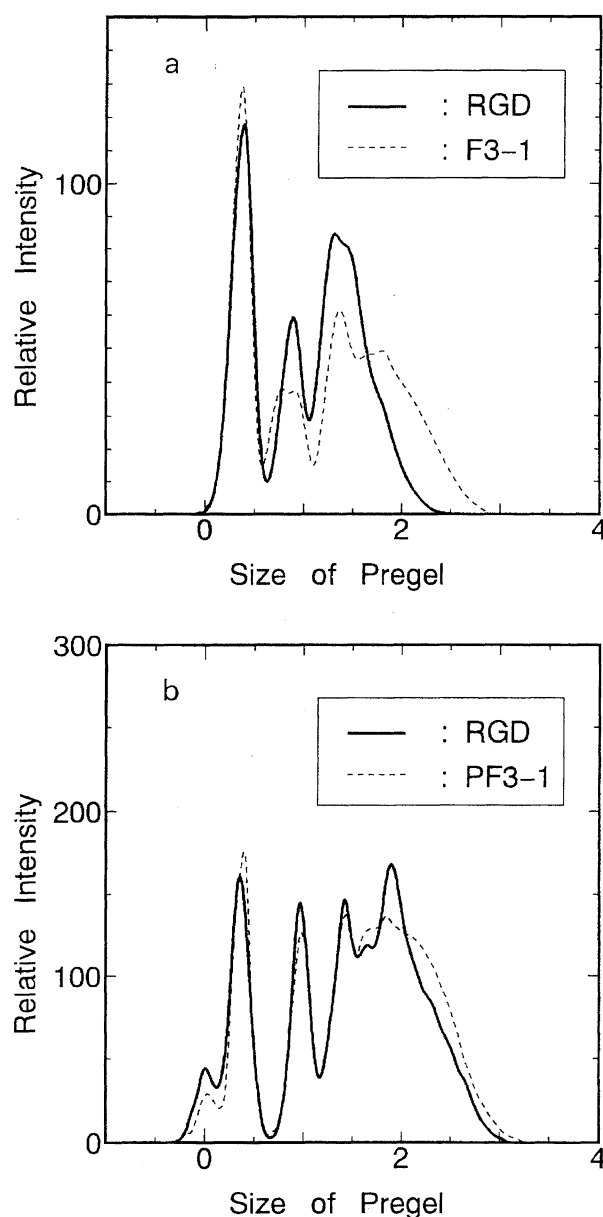 a
— : RGD
---- : F3-1
100
0
Relative Intensity
0 2 4
Size of Pregel
b
— : RGD
---- : PF3-1
300
200
100
0
Relative Intensity
0 2 4
Size of Pregel